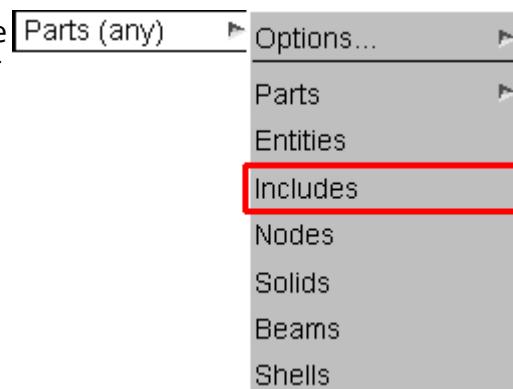 e Parts (any)
Options...
Parts
Entities
Includes
Nodes
Solids
Beams
Shells